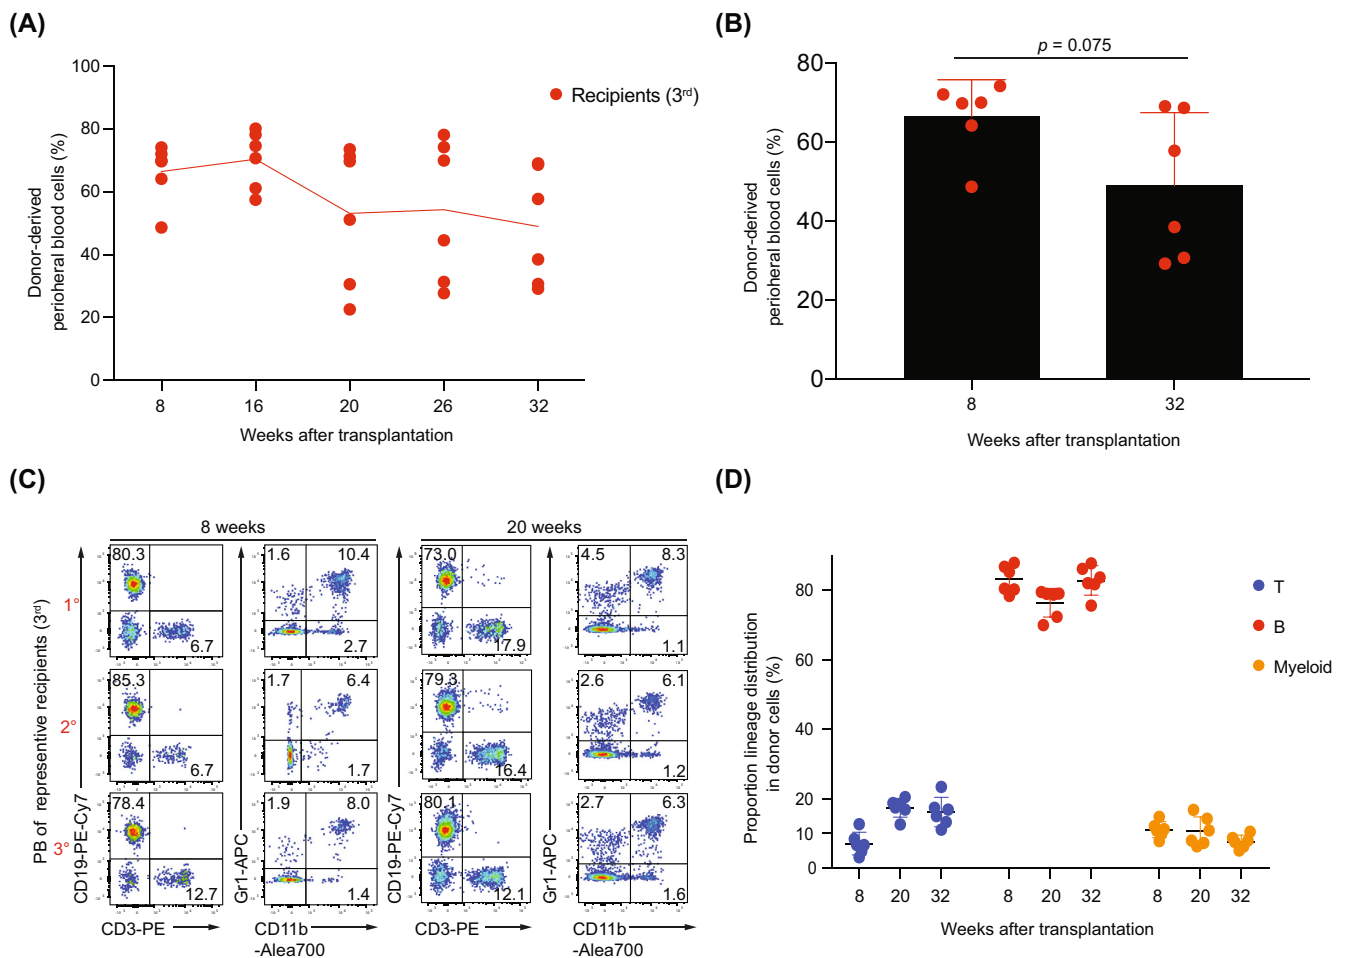 (A)
100
80
60
40
20
0
Donor-derived
perioheral blood cells (%)
Recipients (3rd)
8 16 20 26 32
Weeks after transplantation
(B)
p = 0.075
80
60
40
20
0
Donor-derived
perioheral blood cells (%)
8 32
Weeks after transplantation
(C)
8 weeks 20 weeks
PB of representive recipients (3rd)
CD19-PE-Cy7
Gr1-APC
CD19-PE-Cy7
Gr1-APC
1°
80.3 1.6 10.4 73.0 4.5 8.3
6.7 2.7 17.9 1.1
2°
85.3 1.7 6.4 79.3 2.6 6.1
6.7 1.7 16.4 1.2
3°
78.4 1.9 8.0 80.1 2.7 6.3
12.7 1.4 12.1 1.6
CD3-PE CD11b CD3-PE CD11b
-Alea700 -Alea700
(D)
Proportion lineage distribution
in donor cells (%)
80
60
40
20
10
0
T
B
Myeloid
8 20 32 8 20 32 8 20 32
Weeks after transplantation